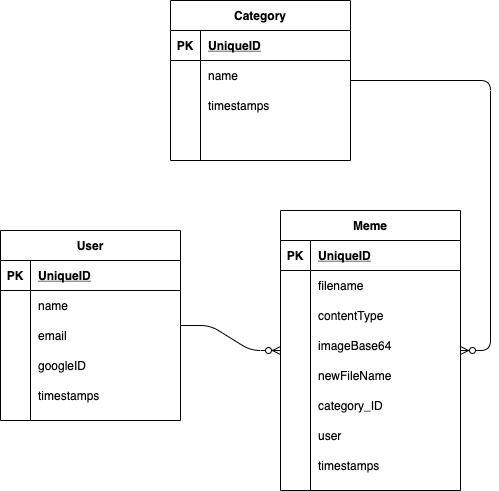 Category
PK UniqueID
name
timestamps
User
PK UniqueID
name
email
googleID
timestamps
Meme
PK UniqueID
filename
contentType
imageBase64
newFileName
category_ID
user
timestamps